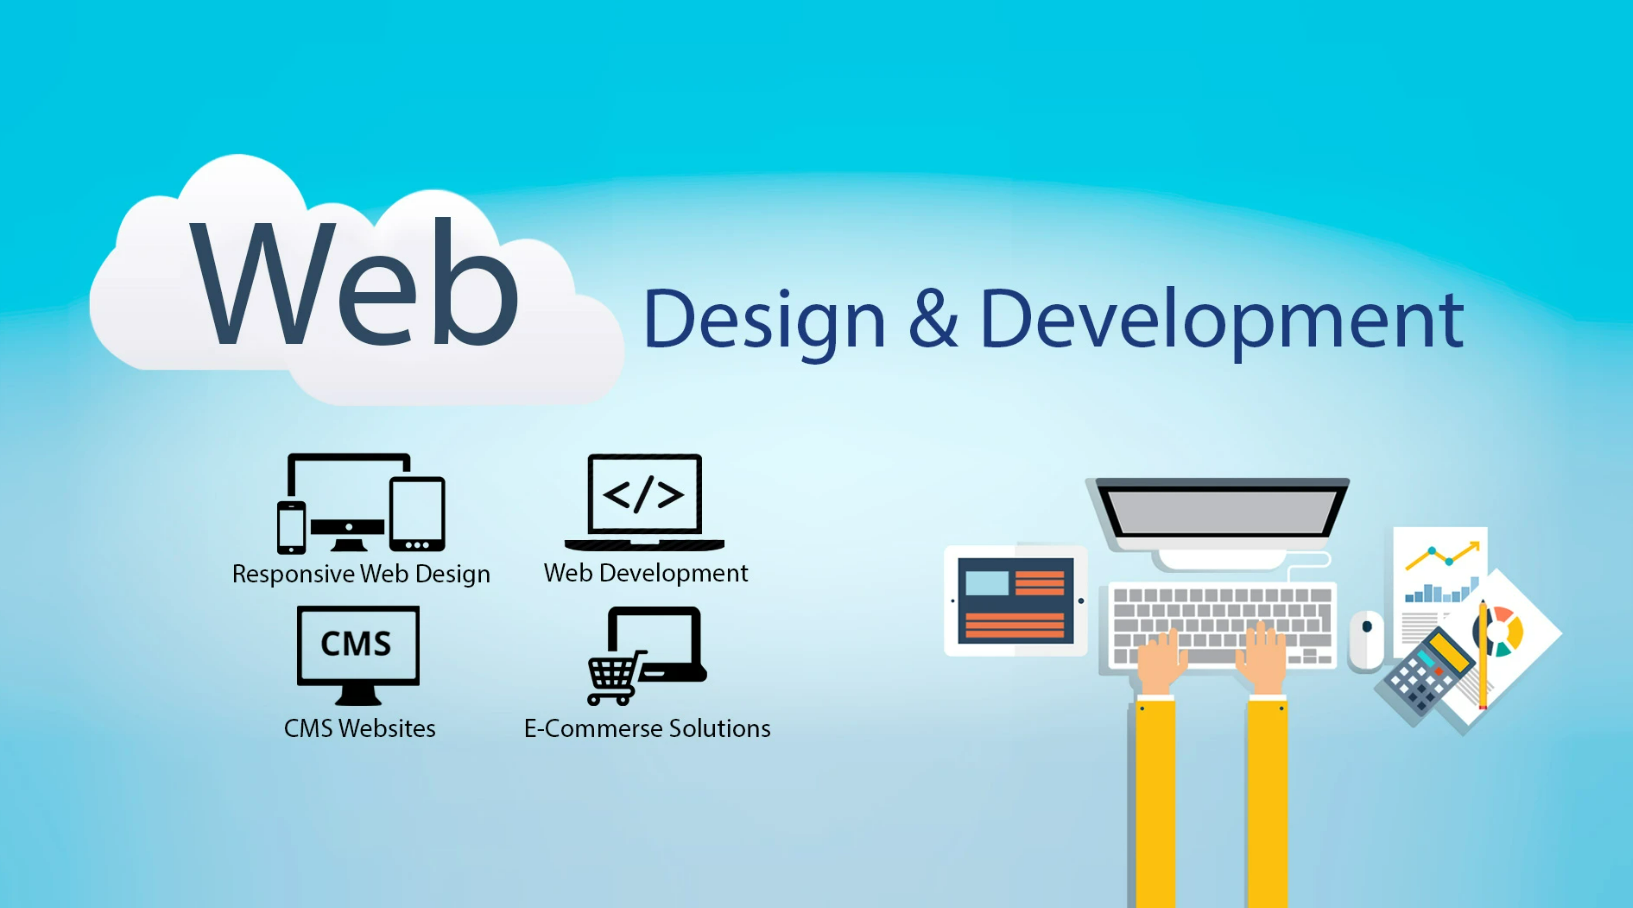 Web
Design & Development
</>
Responsive Web Design
Web Development
CMS
CMS Websites
E-Commerse Solutions